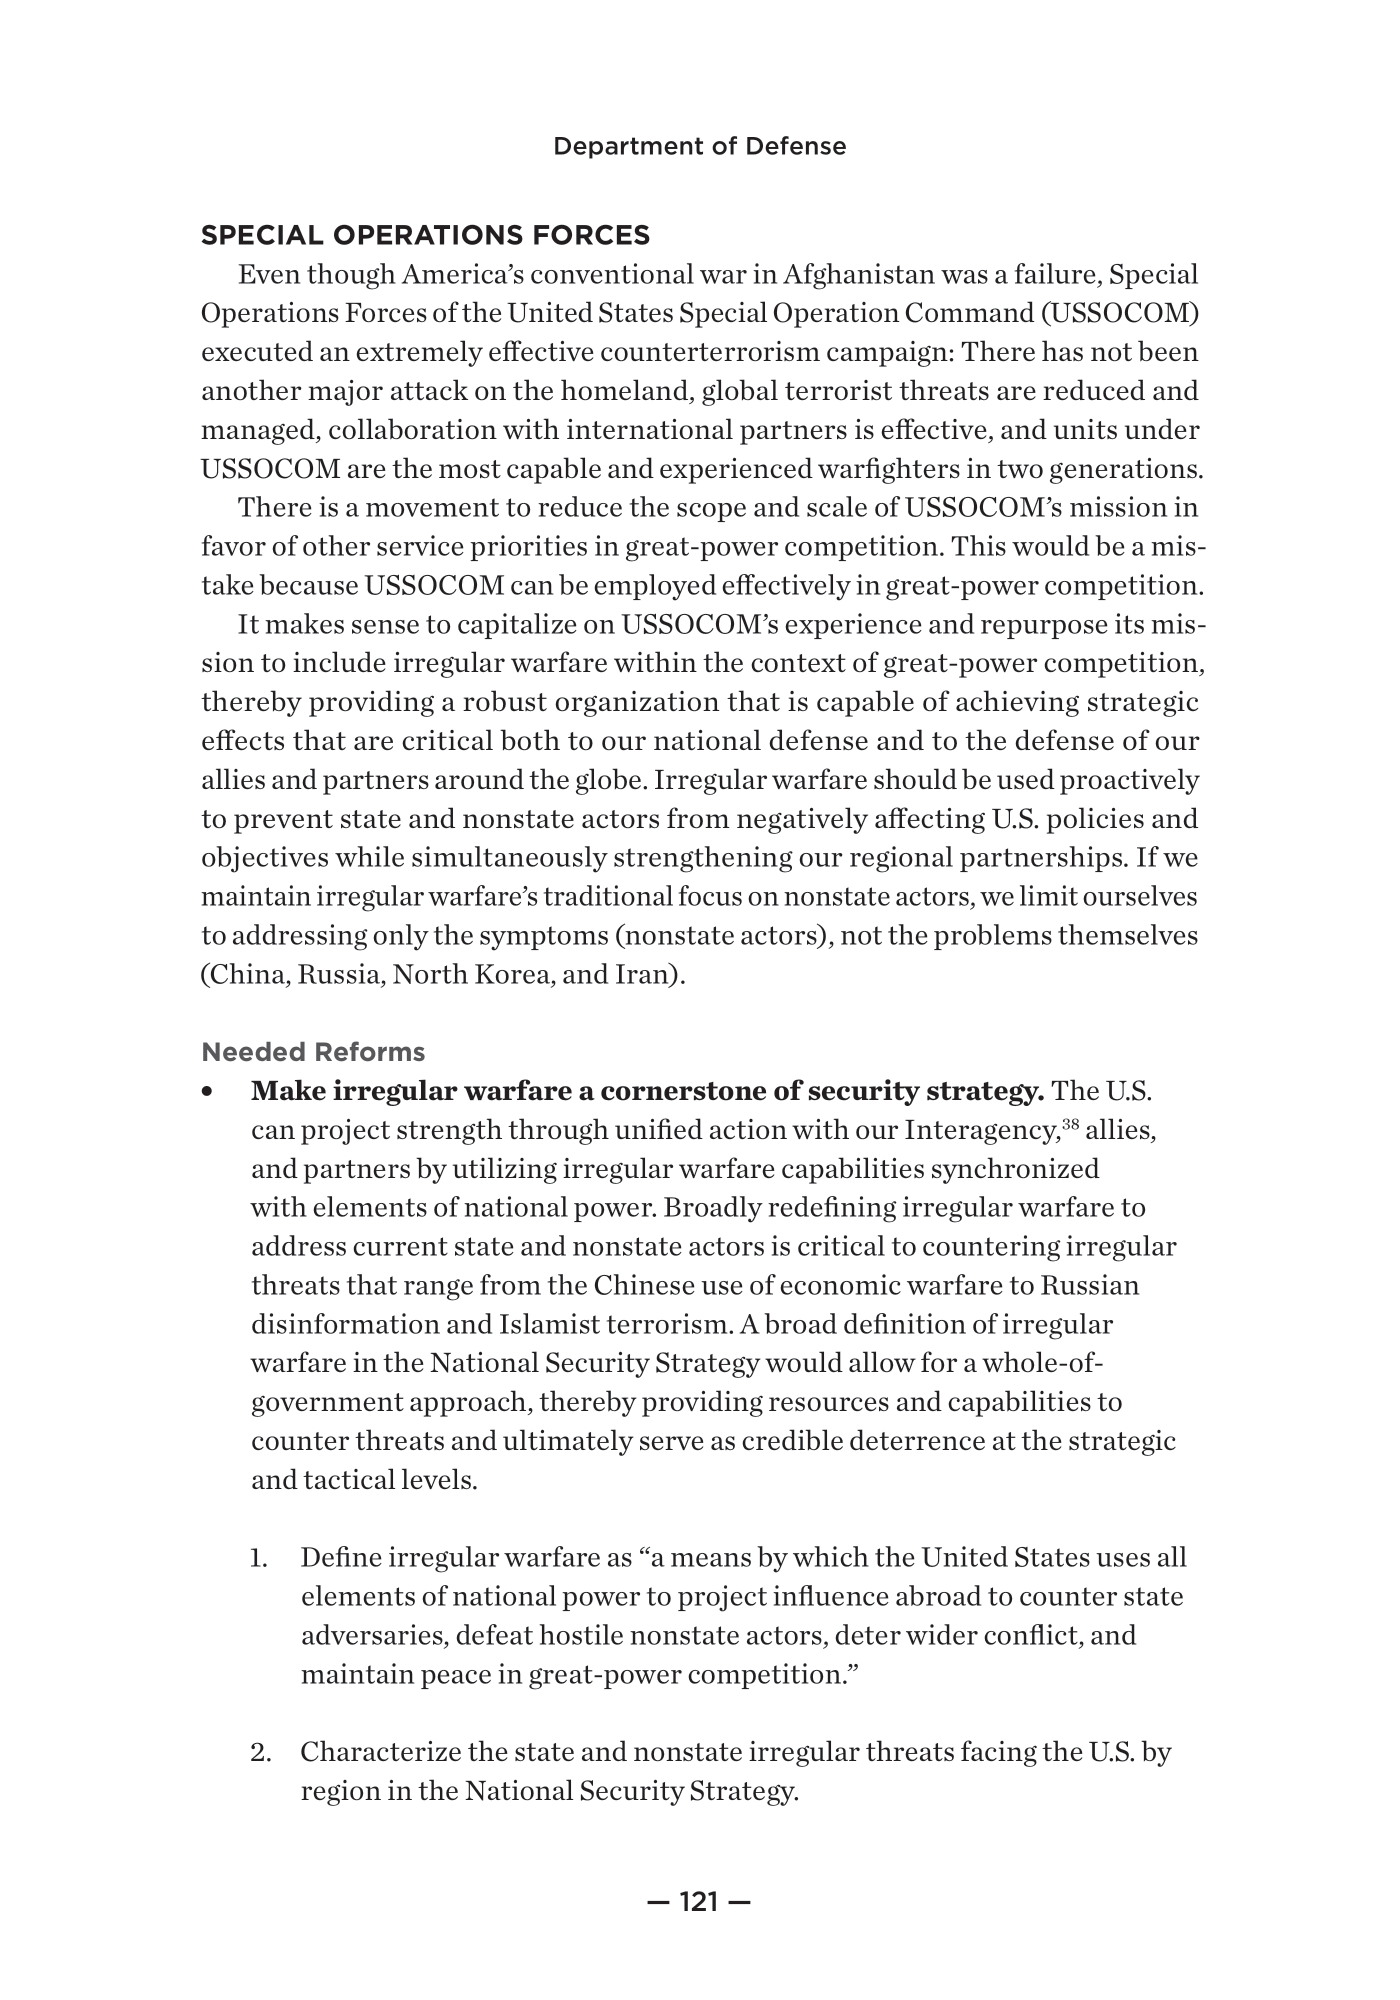 Department of Defense
SPECIAL OPERATIONS FORCES
Even though America’s conventional war in Afghanistan was a failure, Special
Operations Forces of the United States Special Operation Command (USSOCOM)
executed an extremely effective counterterrorism campaign: There has not been
another major attack on the homeland, global terrorist threats are reduced and
managed, collaboration with international partners is effective, and units under
USSOCOM are the most capable and experienced warfighters in two generations.
There is a movement to reduce the scope and scale of USSOCOM’s mission in
favor of other service priorities in great-power competition. This would be a mis-
take because USSOCOM can be employed effectively in great-power competition.
It makes sense to capitalize on USSOCOM’s experience and repurpose its mis-
sion to include irregular warfare within the context of great-power competition,
thereby providing a robust organization that is capable of achieving strategic
effects that are critical both to our national defense and to the defense of our
allies and partners around the globe. Irregular warfare should be used proactively
to prevent state and nonstate actors from negatively affecting U.S. policies and
objectives while simultaneously strengthening our regional partnerships. If we
maintain irregular warfare’s traditional focus on nonstate actors, we limit ourselves
to addressing only the symptoms (nonstate actors), not the problems themselves
(China, Russia, North Korea, and Iran).
Needed Reforms
• Make irregular warfare a cornerstone of security strategy. The U.S.
can project strength through unified action with our Interagency,³⁸ allies,
and partners by utilizing irregular warfare capabilities synchronized
with elements of national power. Broadly redefining irregular warfare to
address current state and nonstate actors is critical to countering irregular
threats that range from the Chinese use of economic warfare to Russian
disinformation and Islamist terrorism. A broad definition of irregular
warfare in the National Security Strategy would allow for a whole-of-
government approach, thereby providing resources and capabilities to
counter threats and ultimately serve as credible deterrence at the strategic
and tactical levels.
1. Define irregular warfare as “a means by which the United States uses all
elements of national power to project influence abroad to counter state
adversaries, defeat hostile nonstate actors, deter wider conflict, and
maintain peace in great-power competition.”
2. Characterize the state and nonstate irregular threats facing the U.S. by
region in the National Security Strategy.
— 121 —